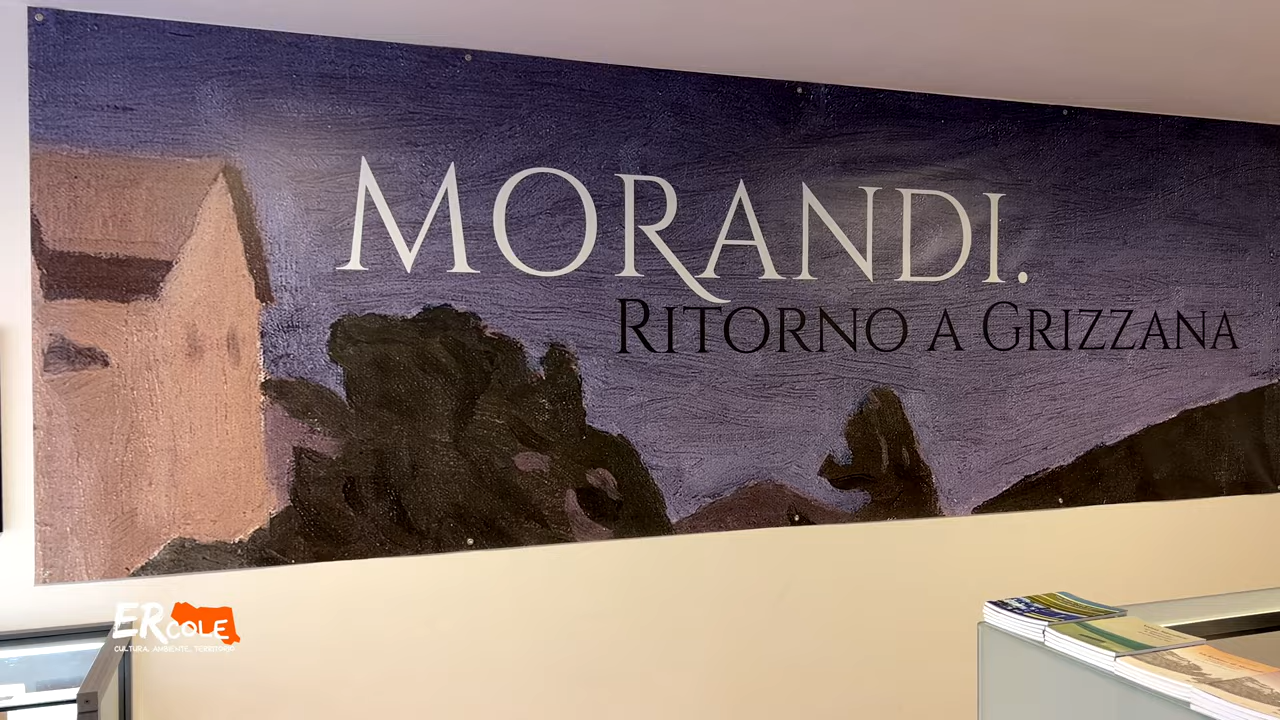 MORANDI.
RITORNO A GRIZZANA
ERCOLE
CULTURA, AMBIENTE, TERRITORIO